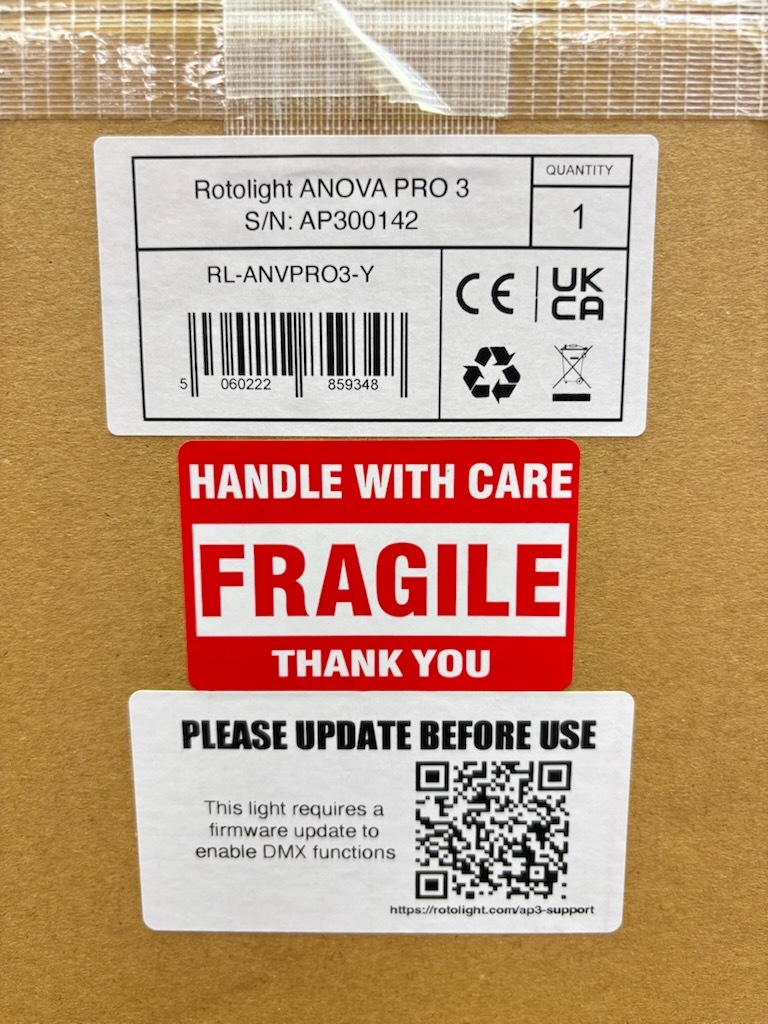 Rotolight ANOVA PRO 3
S/N: AP300142
QUANTITY
1
RL-ANVPRO3-Y
5 060222 859348
CE
UK
CA
HANDLE WITH CARE
FRAGILE
THANK YOU
PLEASE UPDATE BEFORE USE
This light requires a
firmware update to
enable DMX functions
https://rotolight.com/ap3-support